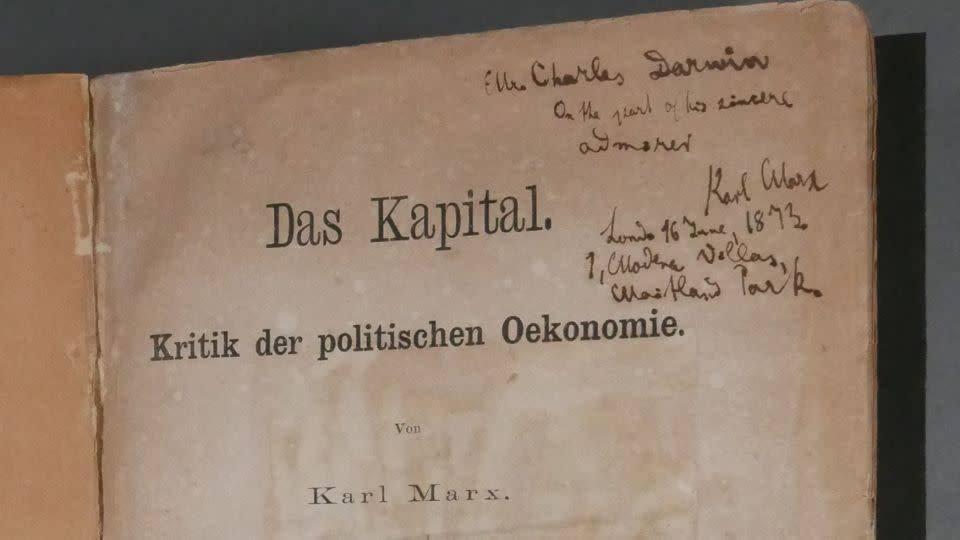 Mr. Charles Darwin
On the part of his sincere
admirer
Karl Marx
London 16 June, 1873.
1, Modena Villas,
Maitland Park.
Das Kapital.
Kritik der politischen Oekonomie.
Von
Karl Marx.